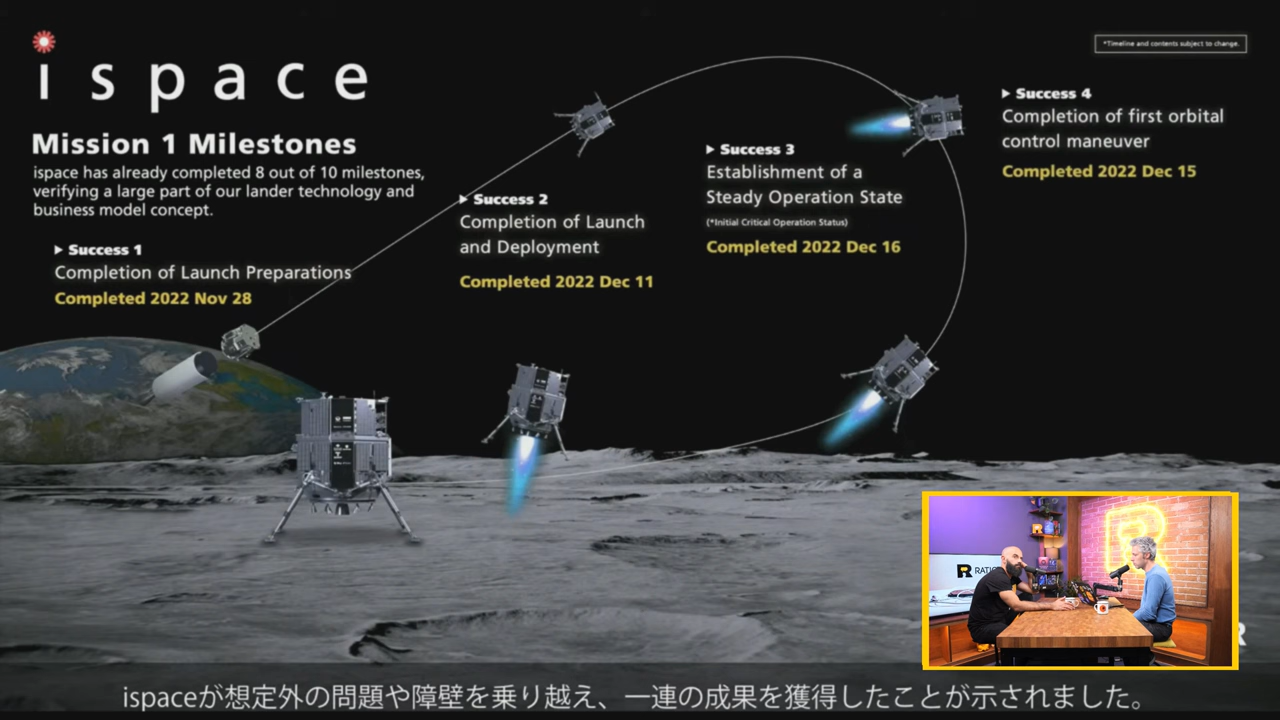 ispace
*Timeline and contents subject to change.
Mission 1 Milestones
ispace has already completed 8 out of 10 milestones,
verifying a large part of our lander technology and
business model concept.
Success 1
Completion of Launch Preparations
Completed 2022 Nov 28
Success 2
Completion of Launch
and Deployment
Completed 2022 Dec 11
Success 3
Establishment of a
Steady Operation State
(*Initial Critical Operation Status)
Completed 2022 Dec 16
Success 4
Completion of first orbital
control maneuver
Completed 2022 Dec 15
ispaceが想定外の問題や障壁を乗り越え、一連の成果を獲得したことが示されました。